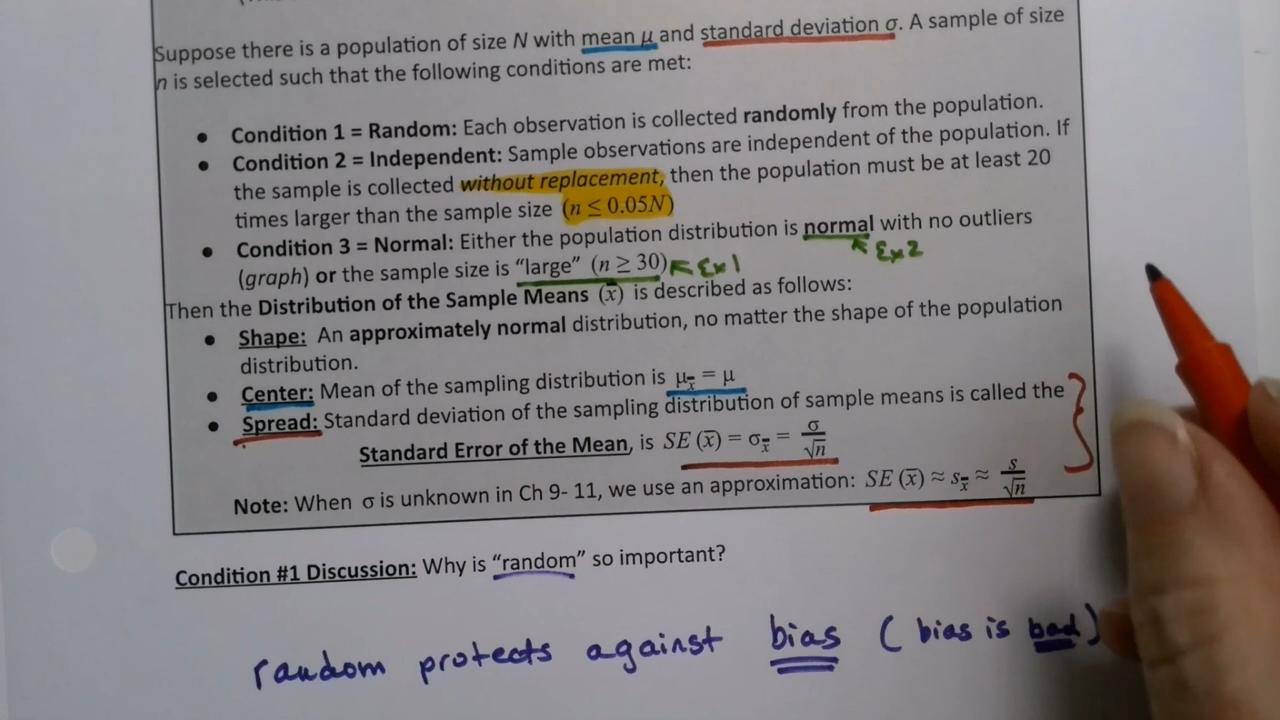 Suppose there is a population of size N with mean μ and standard deviation σ. A sample of size
n is selected such that the following conditions are met:
• Condition 1 = Random: Each observation is collected randomly from the population.
• Condition 2 = Independent: Sample observations are independent of the population. If
the sample is collected without replacement, then the population must be at least 20
times larger than the sample size (n ≤ 0.05N)
• Condition 3 = Normal: Either the population distribution is normal with no outliers
(graph) or the sample size is "large" (n ≥ 30) Ex1 Ex2
Then the Distribution of the Sample Means (x̄) is described as follows:
• Shape: An approximately normal distribution, no matter the shape of the population
distribution.
• Center: Mean of the sampling distribution is μx̄ = μ
• Spread: Standard deviation of the sampling distribution of sample means is called the
Standard Error of the Mean, is SE (x̄) = σx̄ = σ/√n
Note: When σ is unknown in Ch 9- 11, we use an approximation: SE (x̄) ≈ sx̄ ≈ s/√n
Condition #1 Discussion: Why is "random" so important?
random protects against bias (bias is bad)